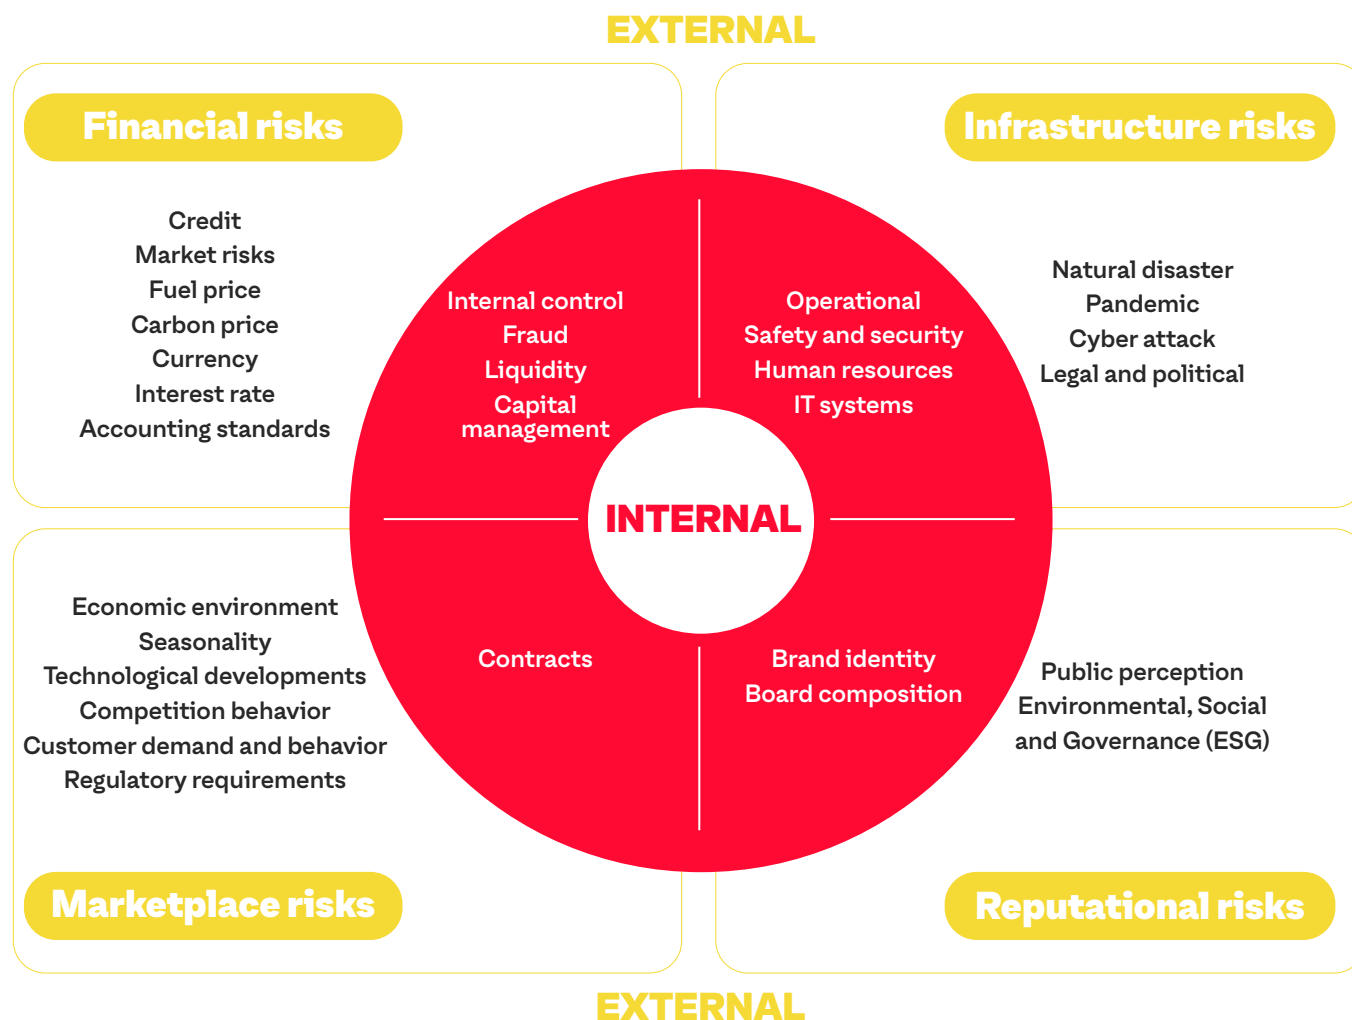 EXTERNAL
Financial risks
Credit
Market risks
Fuel price
Carbon price
Currency
Interest rate
Accounting standards
Internal control
Fraud
Liquidity
Capital
management
Infrastructure risks
Operational
Safety and security
Human resources
IT systems
Natural disaster
Pandemic
Cyber attack
Legal and political
INTERNAL
Economic environment
Seasonality
Technological developments
Competition behavior
Customer demand and behavior
Regulatory requirements
Marketplace risks
Contracts
Brand identity
Board composition
Public perception
Environmental, Social
and Governance (ESG)
Reputational risks
EXTERNAL